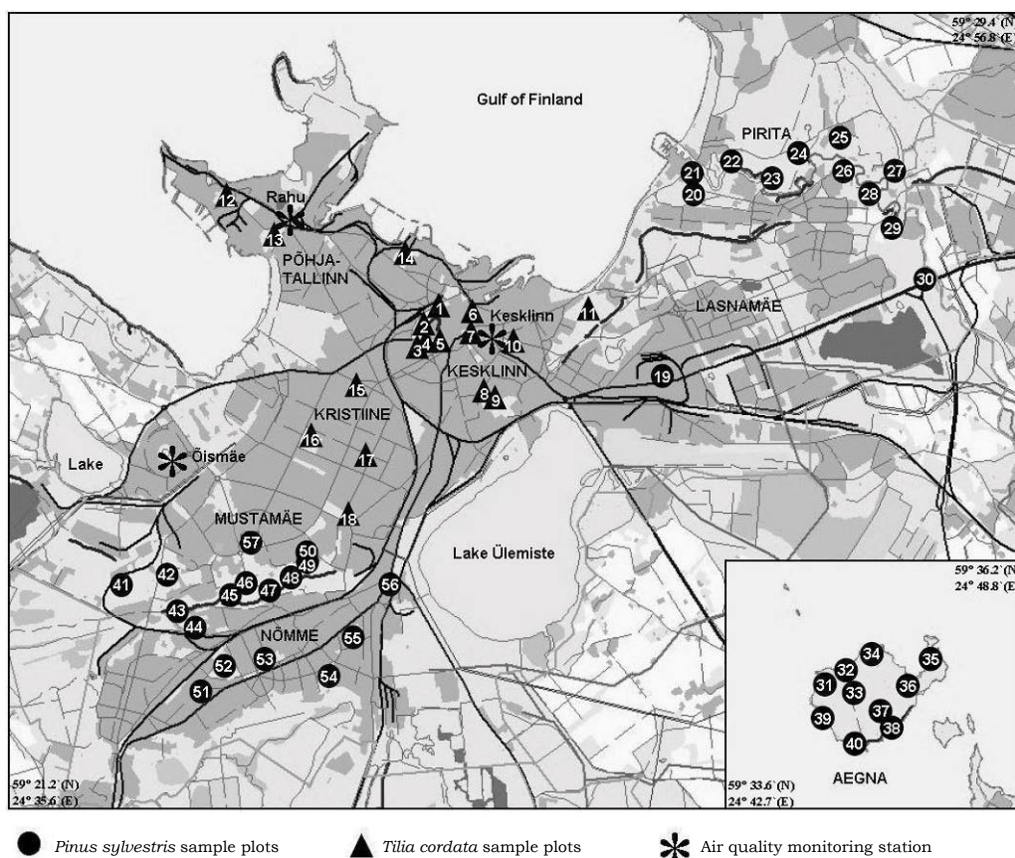 59° 29.4`(N)
24° 56.8`(E)
Gulf of Finland
PIRITA
25
24
22
21
23
26
27
20
28
12
Rahu
29
13
14
PÕHJA-
TALLINN
30
LASNAMÄE
1
6
Kesklinn
11
2
7
4
5
10
3
KESKLINN
19
15
8
9
KRISTIINE
16
17
Lake
Õismäe
18
MUSTAMÄE
57
50
Lake Ülemiste
49
42
41
48
46
47
45
56
43
44
NÕMME
55
53
52
54
51
59° 36.2`(N)
24° 48.8`(E)
34
35
32
31
33
36
37
39
38
40
AEGNA
59° 21.2`(N)
24° 35.6`(E)
59° 33.6`(N)
24° 42.7`(E)
Pinus sylvestris sample plots
Tilia cordata sample plots
Air quality monitoring station